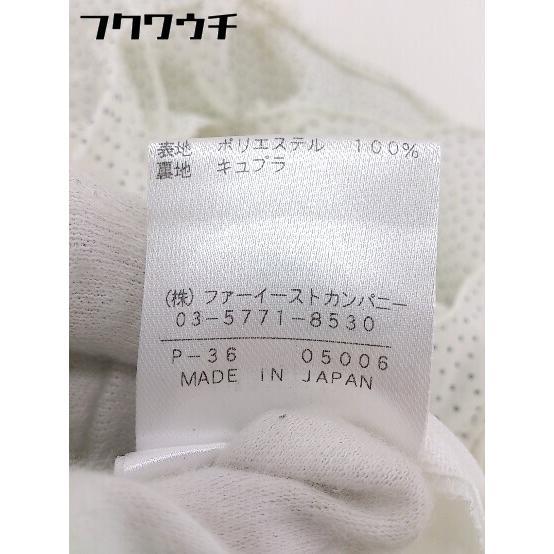 フクワウチ
表地 ポリエステル 100%
裏地 キュプラ
(株)ファーイーストカンパニー
03-5771-8530
P-36 05006
MADE IN JAPAN